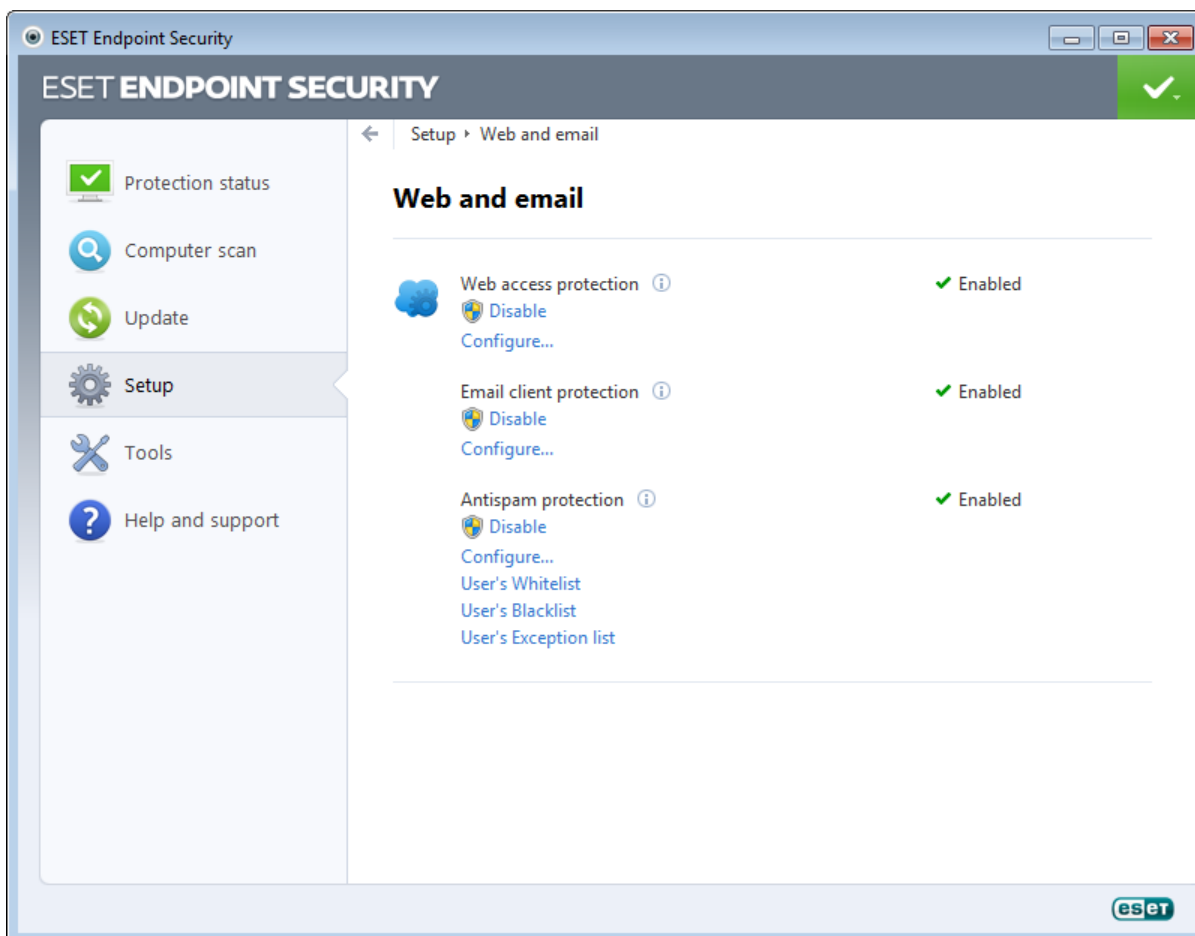 ESET Endpoint Security
ESET ENDPOINT SECURITY
Protection status
Computer scan
Update
Setup
Tools
Help and support
Setup ▸ Web and email
Web and email
Web access protection Enabled
Disable
Configure...
Email client protection Enabled
Disable
Configure...
Antispam protection Enabled
Disable
Configure...
User's Whitelist
User's Blacklist
User's Exception list
eseT